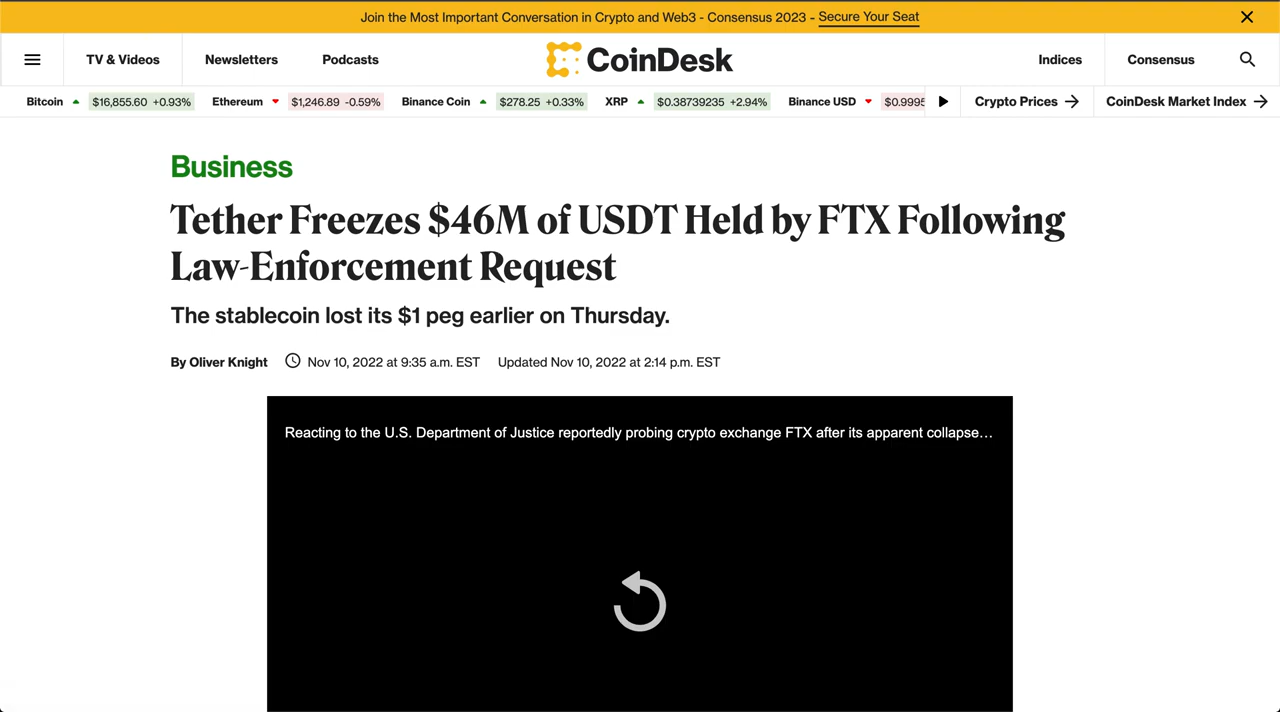 Join the Most Important Conversation in Crypto and Web3 - Consensus 2023 - Secure Your Seat
TV & Videos Newsletters Podcasts CoinDesk Indices Consensus
Bitcoin $16,855.60 +0.93% Ethereum $1,246.89 -0.59% Binance Coin $278.25 +0.33% XRP $0.38739235 +2.94% Binance USD $0.9995 Crypto Prices CoinDesk Market Index
Business
Tether Freezes $46M of USDT Held by FTX Following
Law-Enforcement Request
The stablecoin lost its $1 peg earlier on Thursday.
By Oliver Knight Nov 10, 2022 at 9:35 a.m. EST Updated Nov 10, 2022 at 2:14 p.m. EST
Reacting to the U.S. Department of Justice reportedly probing crypto exchange FTX after its apparent collapse…